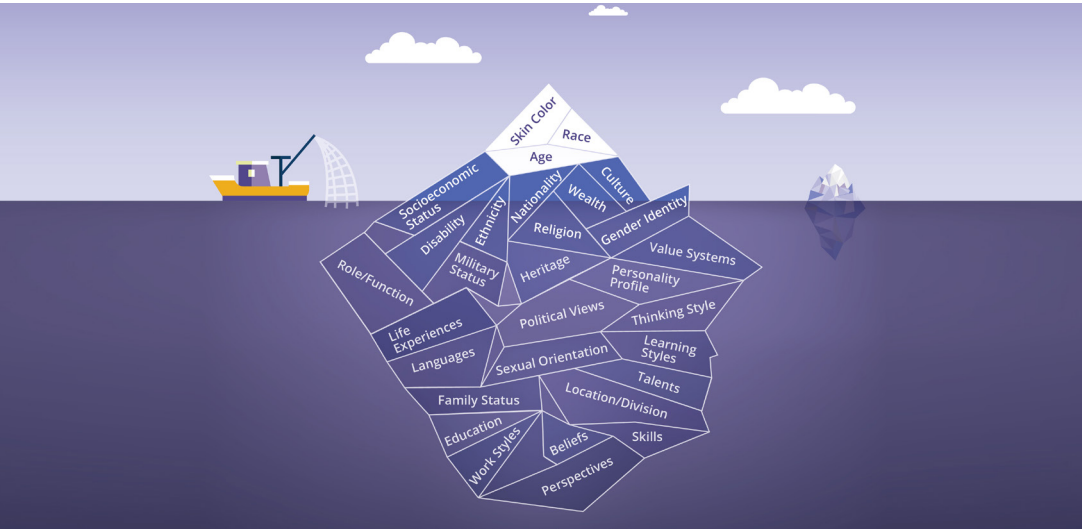 Skin Color
Race
Age
Socioeconomic
Status
Disability
Ethnicity
Nationality
Wealth
Culture
Religion
Gender Identity
Value Systems
Role/Function
Military
Status
Heritage
Personality
Profile
Life
Experiences
Political Views
Thinking Style
Languages
Sexual Orientation
Learning
Styles
Talents
Family Status
Location/Division
Education
Work Styles
Beliefs
Skills
Perspectives